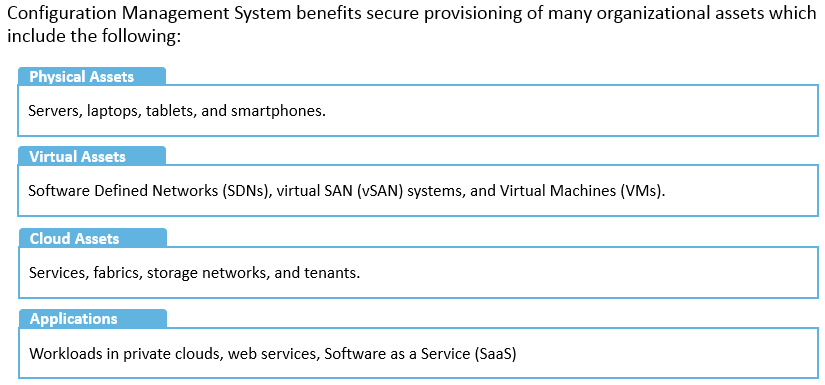 Configuration Management System benefits secure provisioning of many organizational assets which
include the following:
Physical Assets
Servers, laptops, tablets, and smartphones.
Virtual Assets
Software Defined Networks (SDNs), virtual SAN (vSAN) systems, and Virtual Machines (VMs).
Cloud Assets
Services, fabrics, storage networks, and tenants.
Applications
Workloads in private clouds, web services, Software as a Service (SaaS)